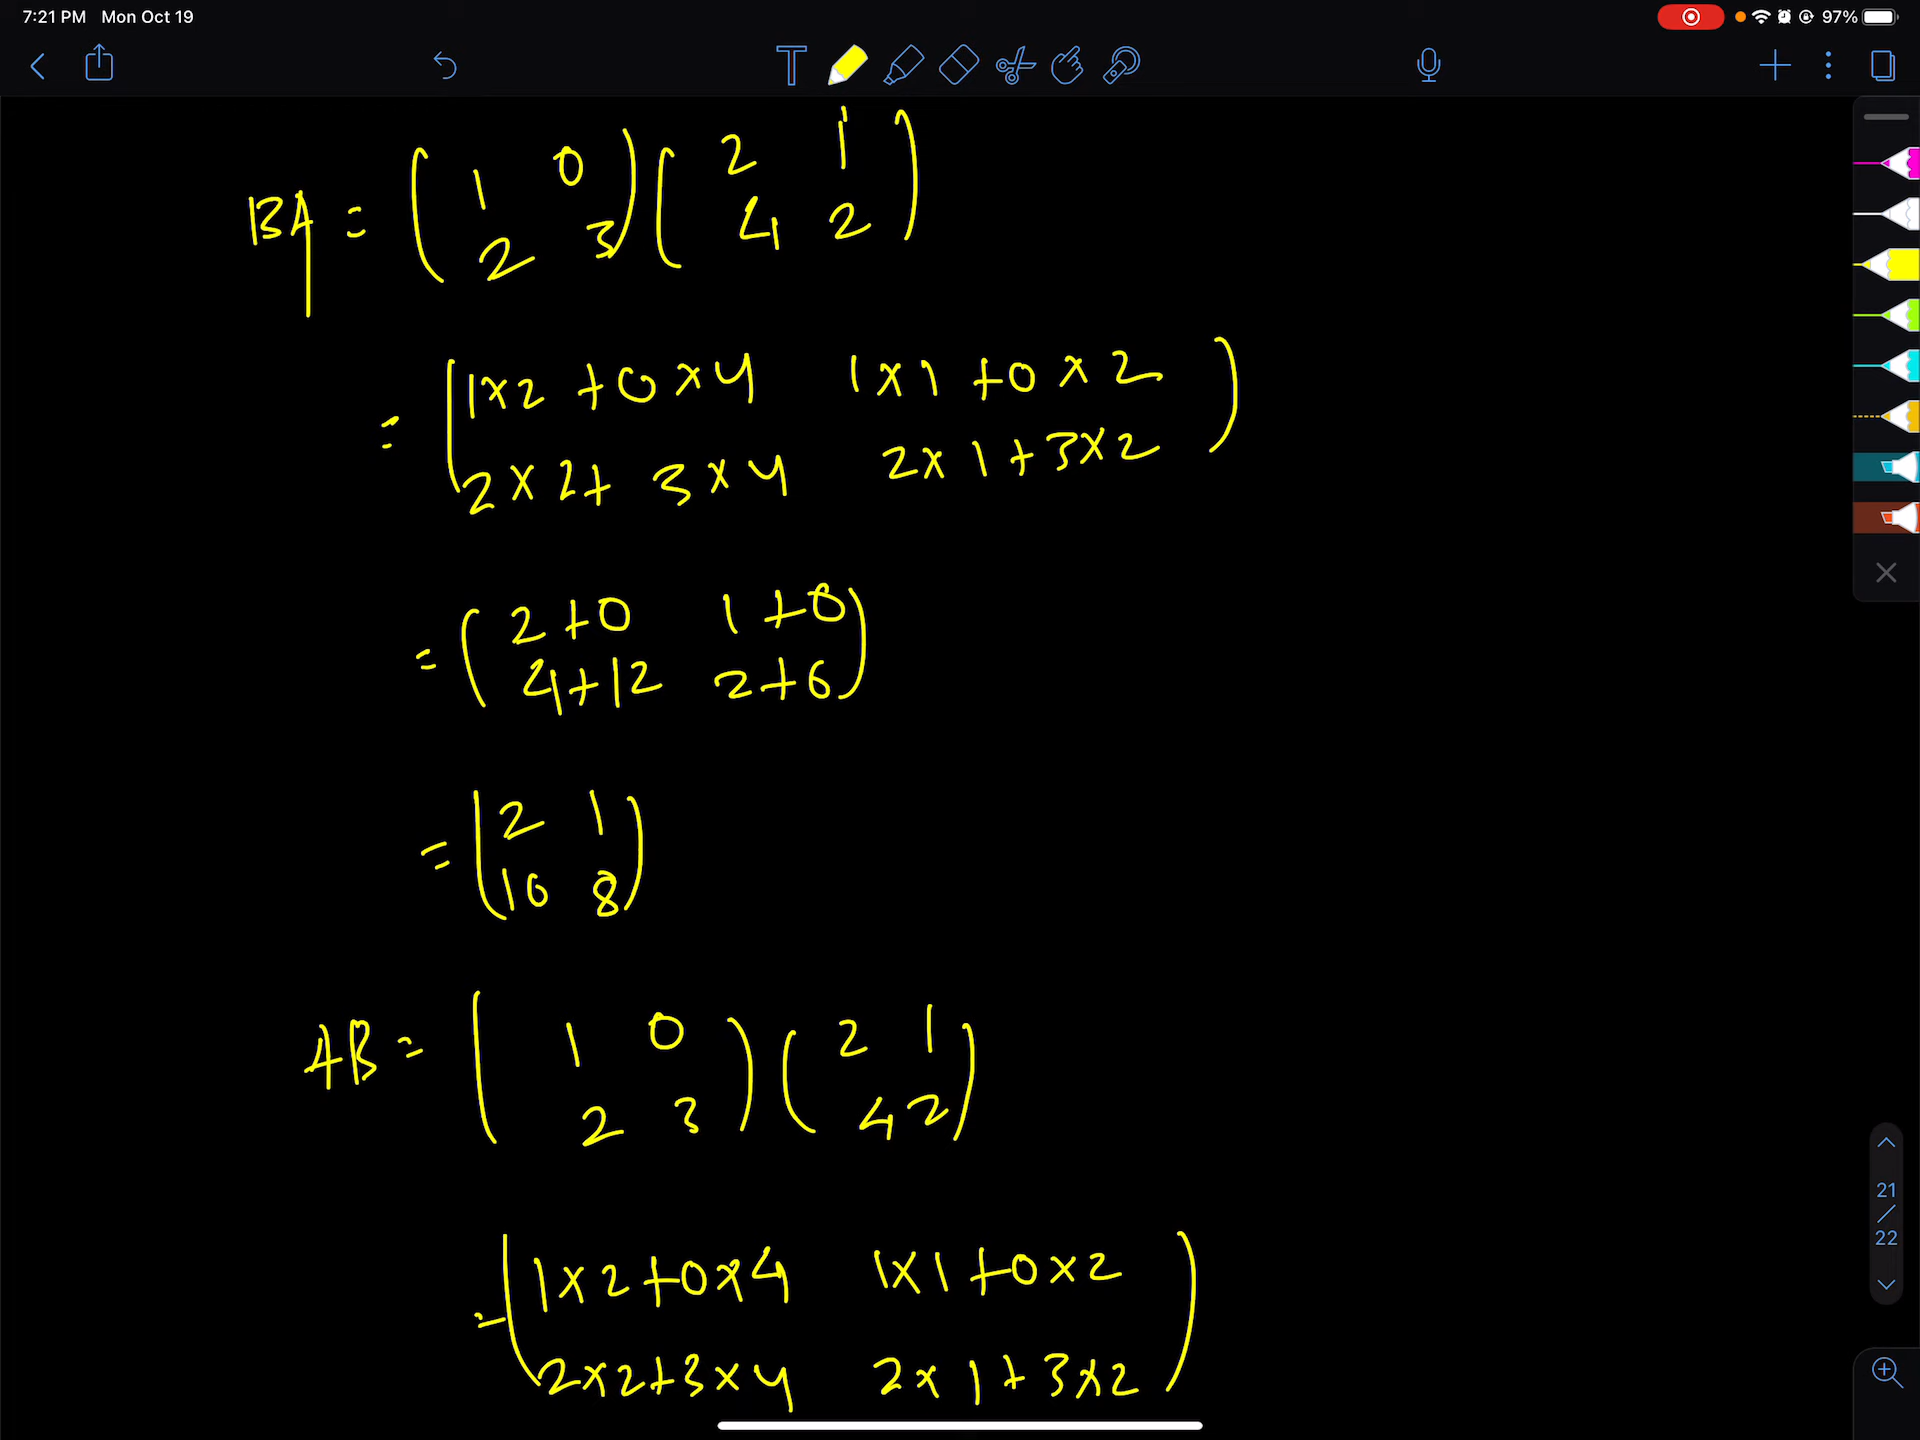 7:21 PM Mon Oct 19 97%
BA = ( 1 0 ) ( 2 1 )
2 3 4 2
= ( 1×2 + 0×4 1×1 + 0×2 )
2×2 + 3×4 2×1 + 3×2
= ( 2+0 1+0 )
4+12 2+6
= ( 2 1 )
10 8
AB = ( 1 0 ) ( 2 1 )
2 3 4 2
= ( 1×2 + 0×4 1×1 + 0×2 )
2×2 + 3×4 2×1 + 3×2
21
/
22